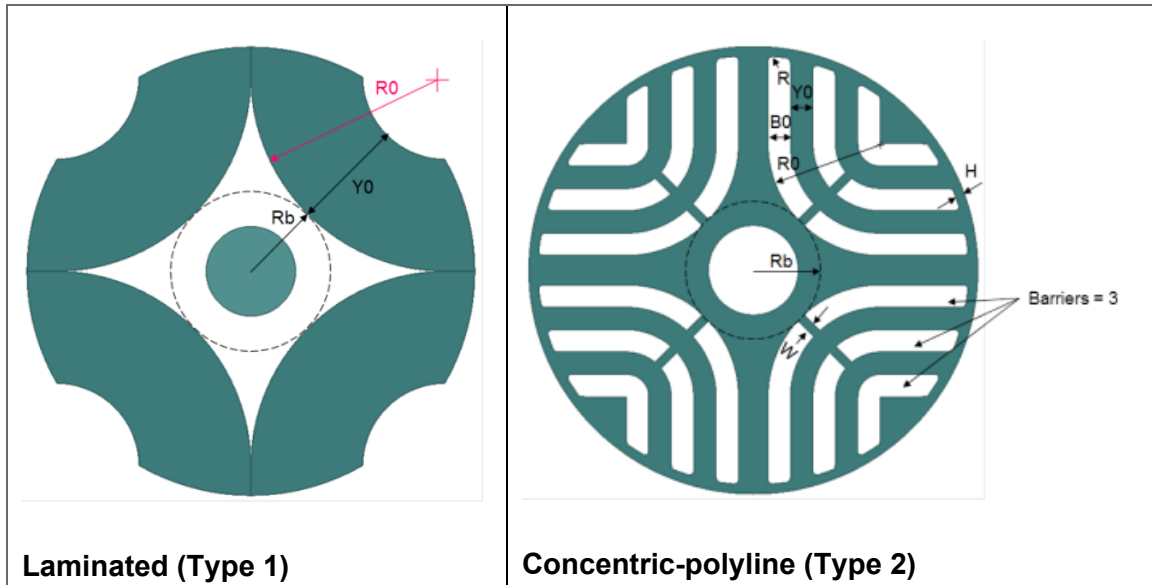 R0
Y0
Rb
Laminated (Type 1)
R
Y0
B0
R0
H
Rb
Barriers = 3
W
Concentric-polyline (Type 2)